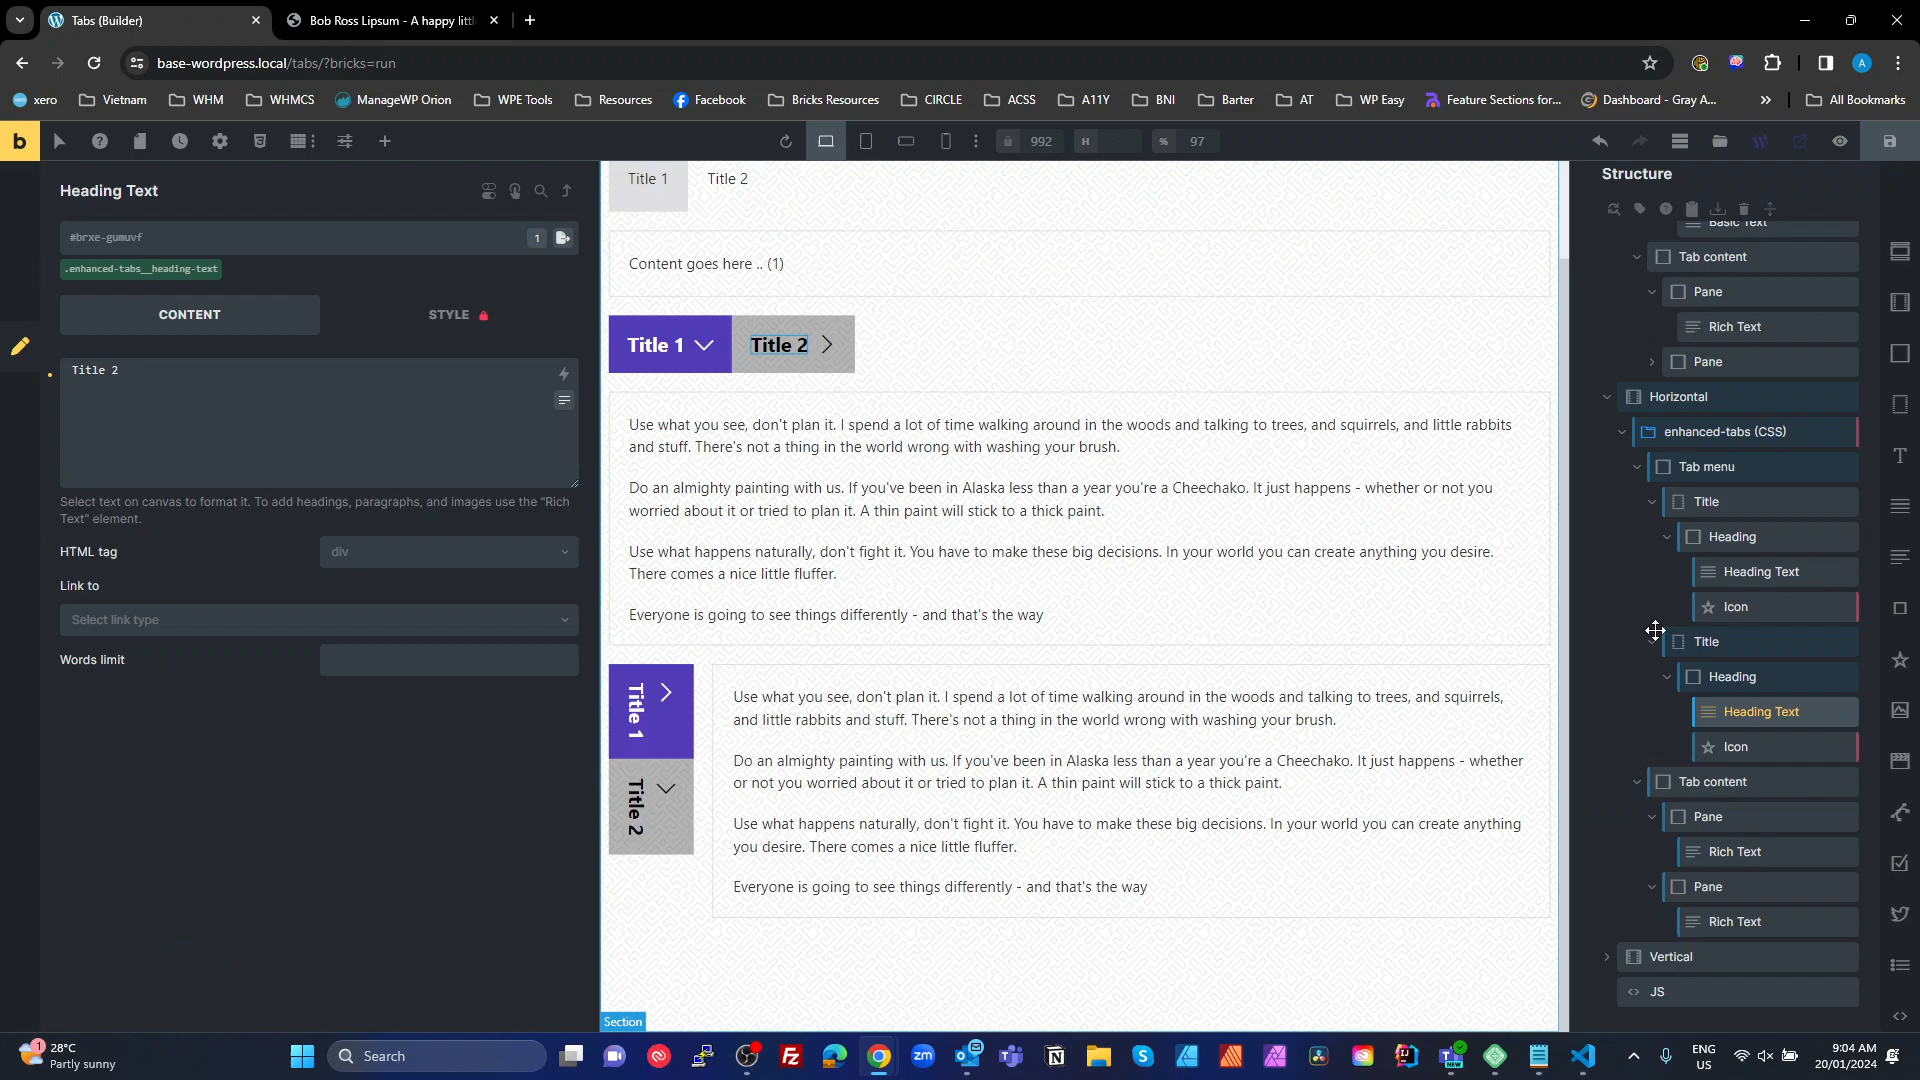 Tabs (Builder)
Bob Ross Lipsum - A happy littl
base-wordpress.local/tabs/?bricks=run
xero
Vietnam
WHM
WHMCS
ManageWP Orion
WPE Tools
Resources
Facebook
Bricks Resources
CIRCLE
ACSS
A11Y
BNI
Barter
AT
WP Easy
Feature Sections for...
Dashboard - Gray A...
»
All Bookmarks
b
992
H
%
97
Heading Text
#brxe-gumuvf
1
.enhanced-tabs__heading-text
CONTENT
STYLE
Title 2
Select text on canvas to format it. To add headings, paragraphs, and images use the "Rich
Text" element.
HTML tag
div
Link to
Select link type
Words limit
Title 1
Title 2
Content goes here .. (1)
Title 1
Title 2
Use what you see, don't plan it. I spend a lot of time walking around in the woods and talking to trees, and squirrels, and little rabbits
and stuff. There's not a thing in the world wrong with washing your brush.
Do an almighty painting with us. If you've been in Alaska less than a year you're a Cheechako. It just happens - whether or not you
worried about it or tried to plan it. A thin paint will stick to a thick paint.
Use what happens naturally, don't fight it. You have to make these big decisions. In your world you can create anything you desire.
There comes a nice little fluffer.
Everyone is going to see things differently - and that's the way
Title 1
Title 2
Use what you see, don't plan it. I spend a lot of time walking around in the woods and talking to trees, and squirrels,
and little rabbits and stuff. There's not a thing in the world wrong with washing your brush.
Do an almighty painting with us. If you've been in Alaska less than a year you're a Cheechako. It just happens - whether
or not you worried about it or tried to plan it. A thin paint will stick to a thick paint.
Use what happens naturally, don't fight it. You have to make these big decisions. In your world you can create anything
you desire. There comes a nice little fluffer.
Everyone is going to see things differently - and that's the way
Section
Structure
Basic Text
Tab content
Pane
Rich Text
Pane
Horizontal
enhanced-tabs (CSS)
Tab menu
Title
Heading
Heading Text
Icon
Title
Heading
Heading Text
Icon
Tab content
Pane
Rich Text
Pane
Rich Text
Vertical
JS
1
28°C
Partly sunny
Search
ENG
US
9:04 AM
20/01/2024